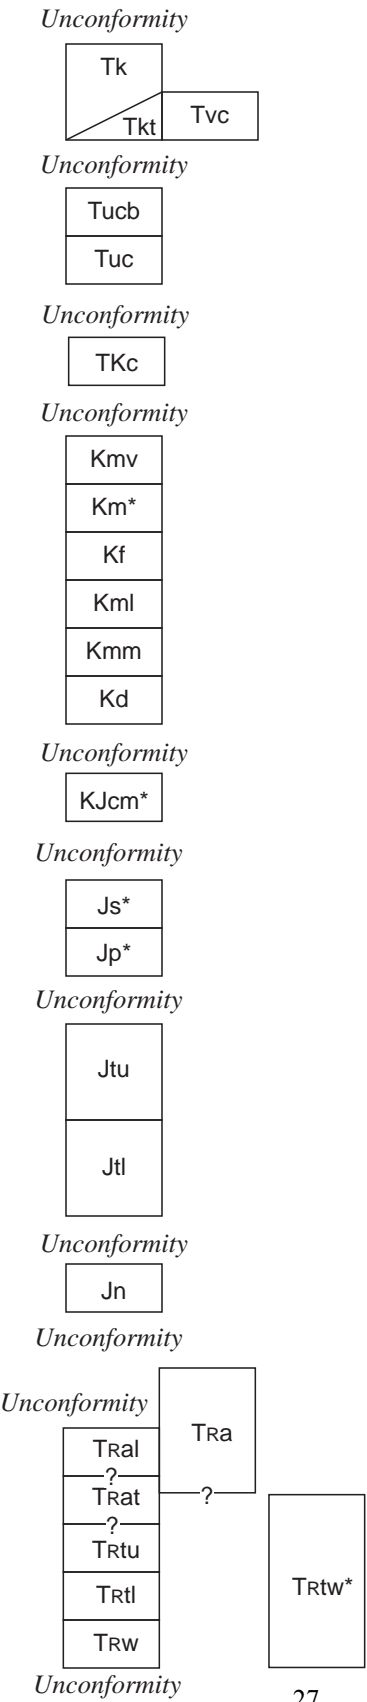 Unconformity
Tk
Tkt
Tvc
Unconformity
Tucb
Tuc
Unconformity
TKc
Unconformity
Kmv
Km*
Kf
Kml
Kmm
Kd
Unconformity
KJcm*
Unconformity
Js*
Jp*
Unconformity
Jtu
Jtl
Unconformity
Jn
Unconformity
Unconformity
TRa
TRal
?
TRat
?
?
TRtu
TRtl
TRtw*
TRw
Unconformity
27